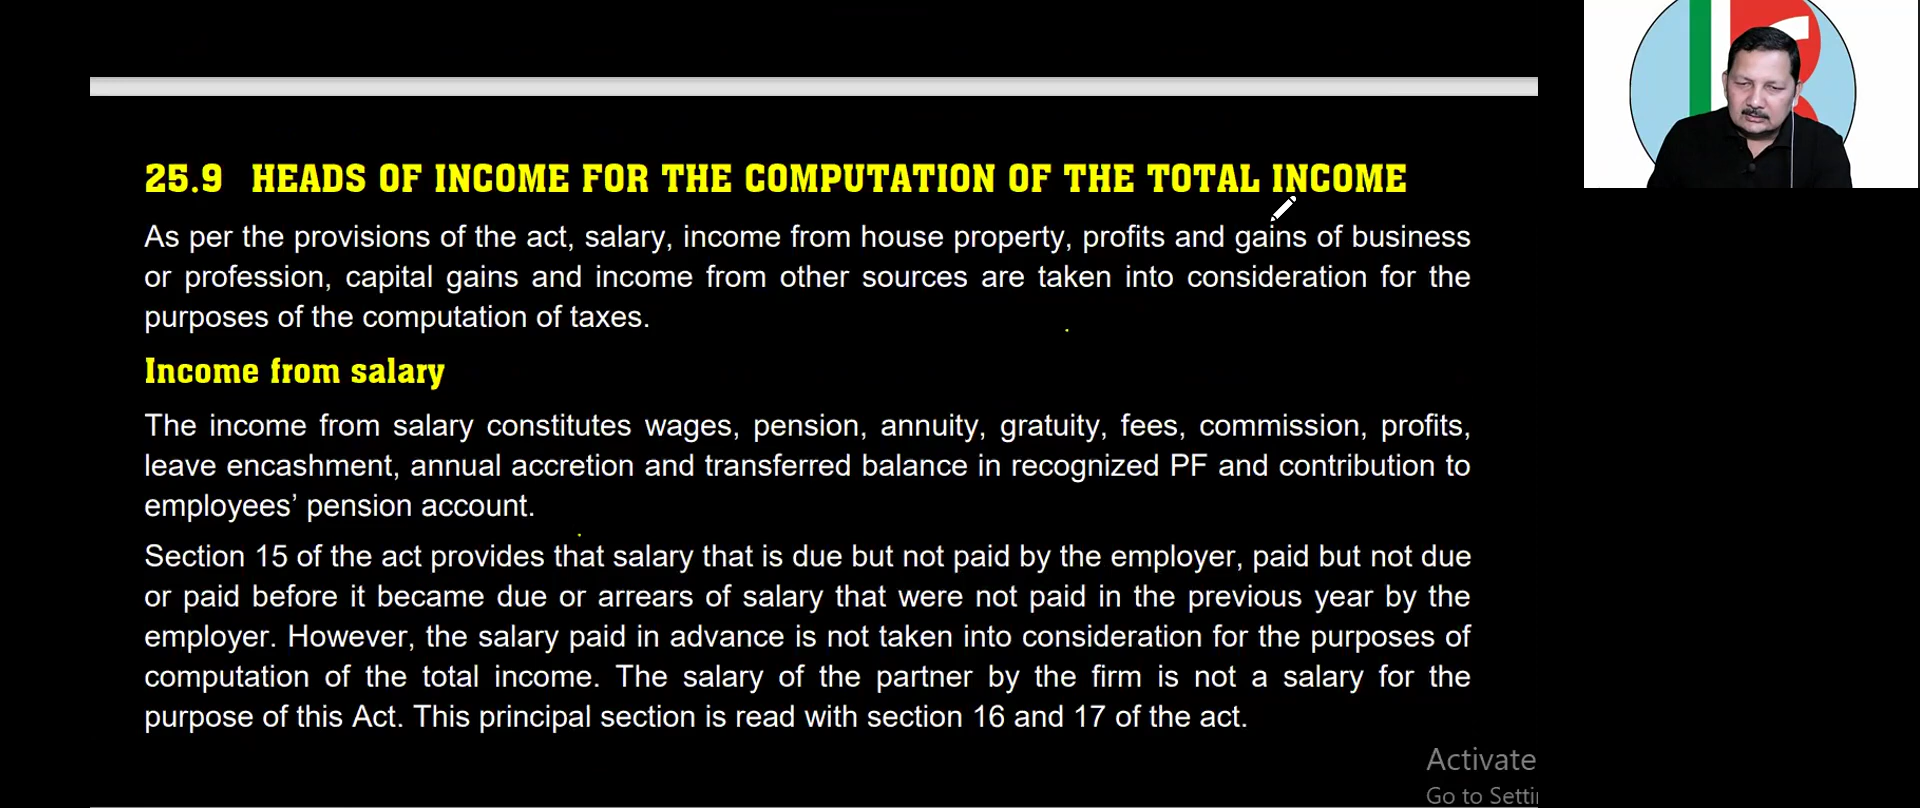 25.9 HEADS OF INCOME FOR THE COMPUTATION OF THE TOTAL INCOME
As per the provisions of the act, salary, income from house property, profits and gains of business
or profession, capital gains and income from other sources are taken into consideration for the
purposes of the computation of taxes.
Income from salary
The income from salary constitutes wages, pension, annuity, gratuity, fees, commission, profits,
leave encashment, annual accretion and transferred balance in recognized PF and contribution to
employees’ pension account.
Section 15 of the act provides that salary that is due but not paid by the employer, paid but not due
or paid before it became due or arrears of salary that were not paid in the previous year by the
employer. However, the salary paid in advance is not taken into consideration for the purposes of
computation of the total income. The salary of the partner by the firm is not a salary for the
purpose of this Act. This principal section is read with section 16 and 17 of the act.
Activate
Go to Setti